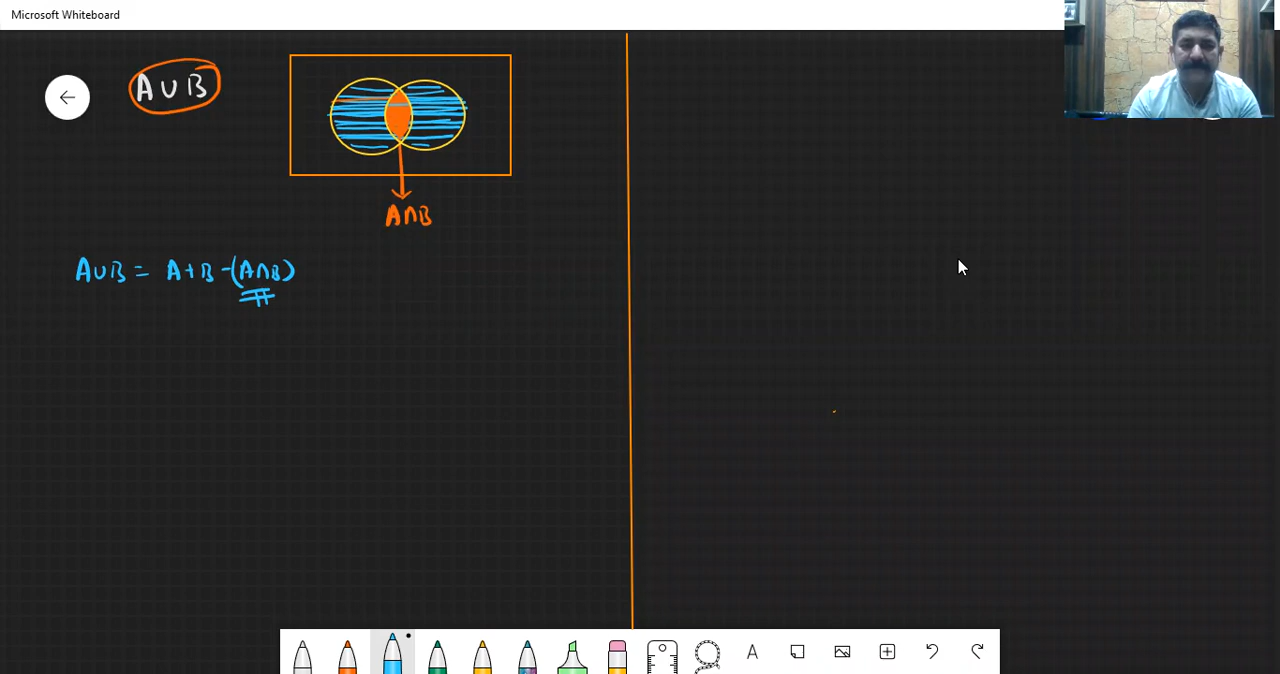 Microsoft Whiteboard
A ∪ B
A∩B
A∪B = A+B -(A∩B)
A